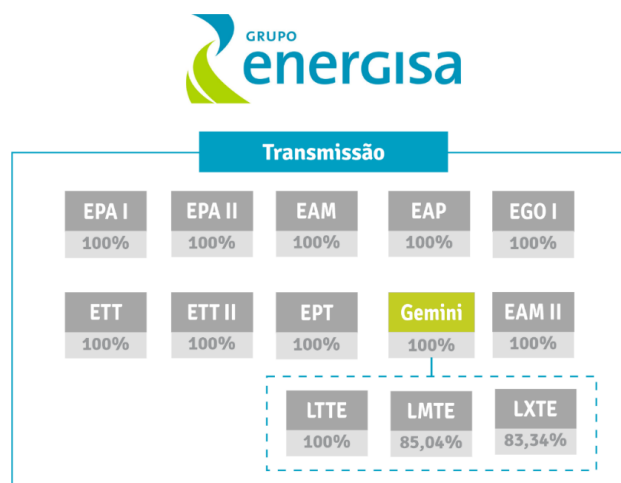 GRUPO
energisa
Transmissão
EPA I EPA II EAM EAP EGO I
100% 100% 100% 100% 100%
ETT ETT II EPT Gemini EAM II
100% 100% 100% 100% 100%
LTTE LMTE LXTE
100% 85,04% 83,34%